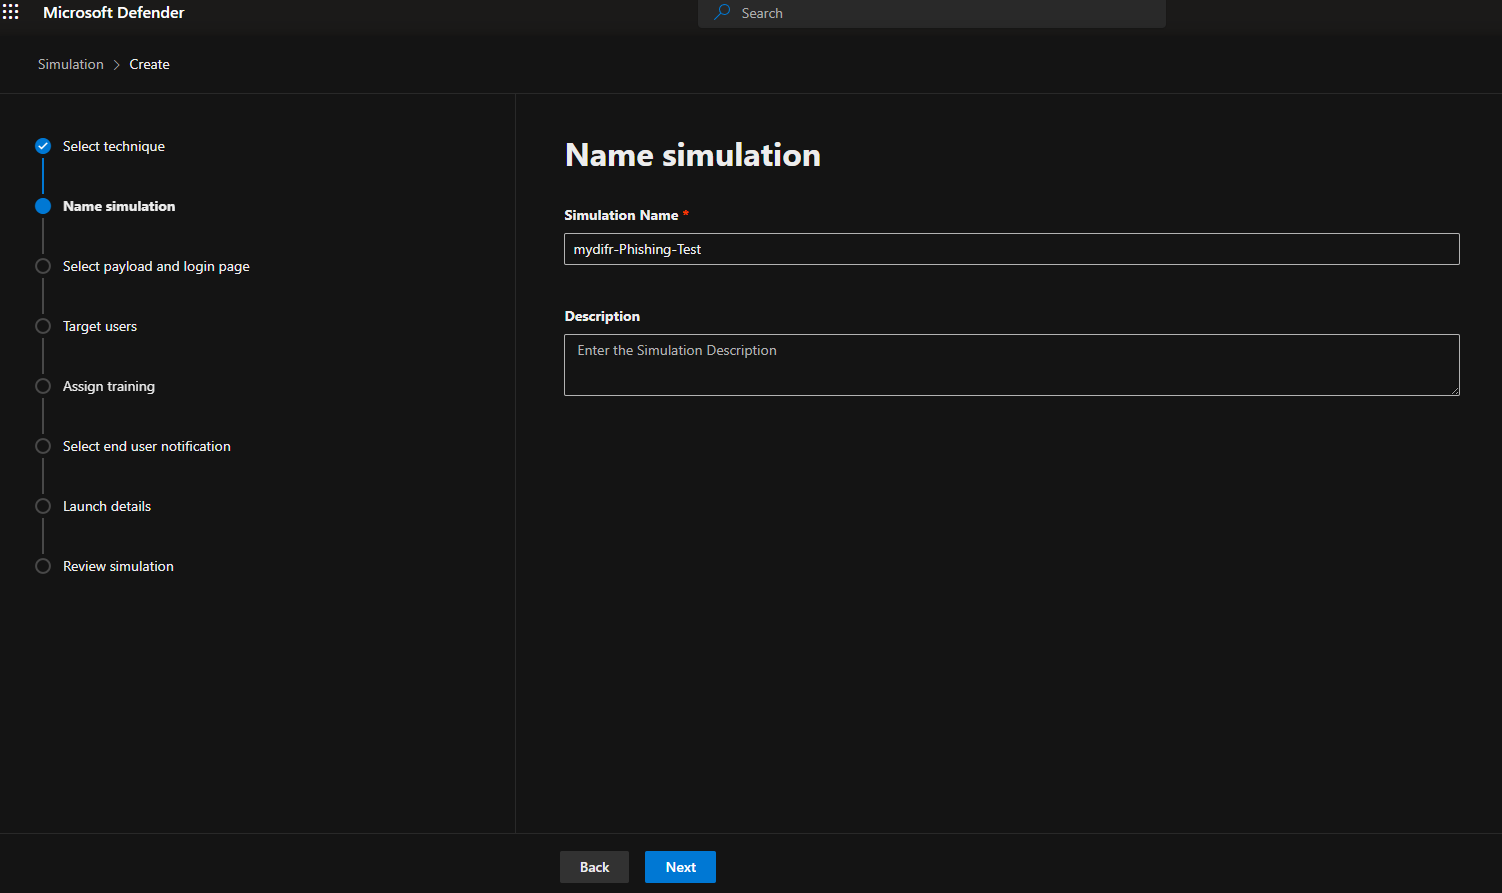 Microsoft Defender
Search
Simulation > Create
Select technique
Name simulation
Select payload and login page
Target users
Assign training
Select end user notification
Launch details
Review simulation
Name simulation
Simulation Name *
mydifr-Phishing-Test
Description
Enter the Simulation Description
Back
Next